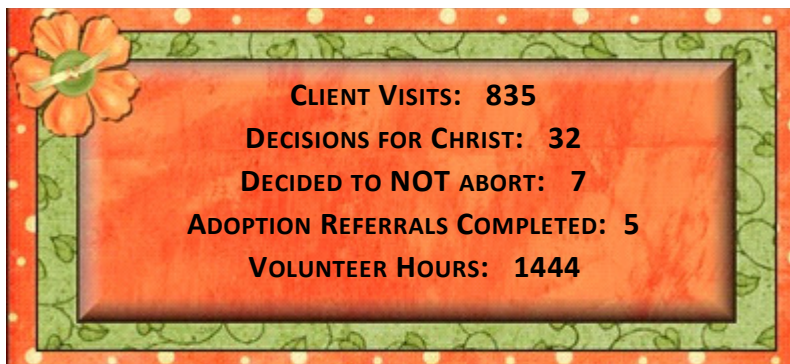 Client Visits: 835
Decisions for Christ: 32
Decided to NOT abort: 7
Adoption Referrals Completed: 5
Volunteer Hours: 1444